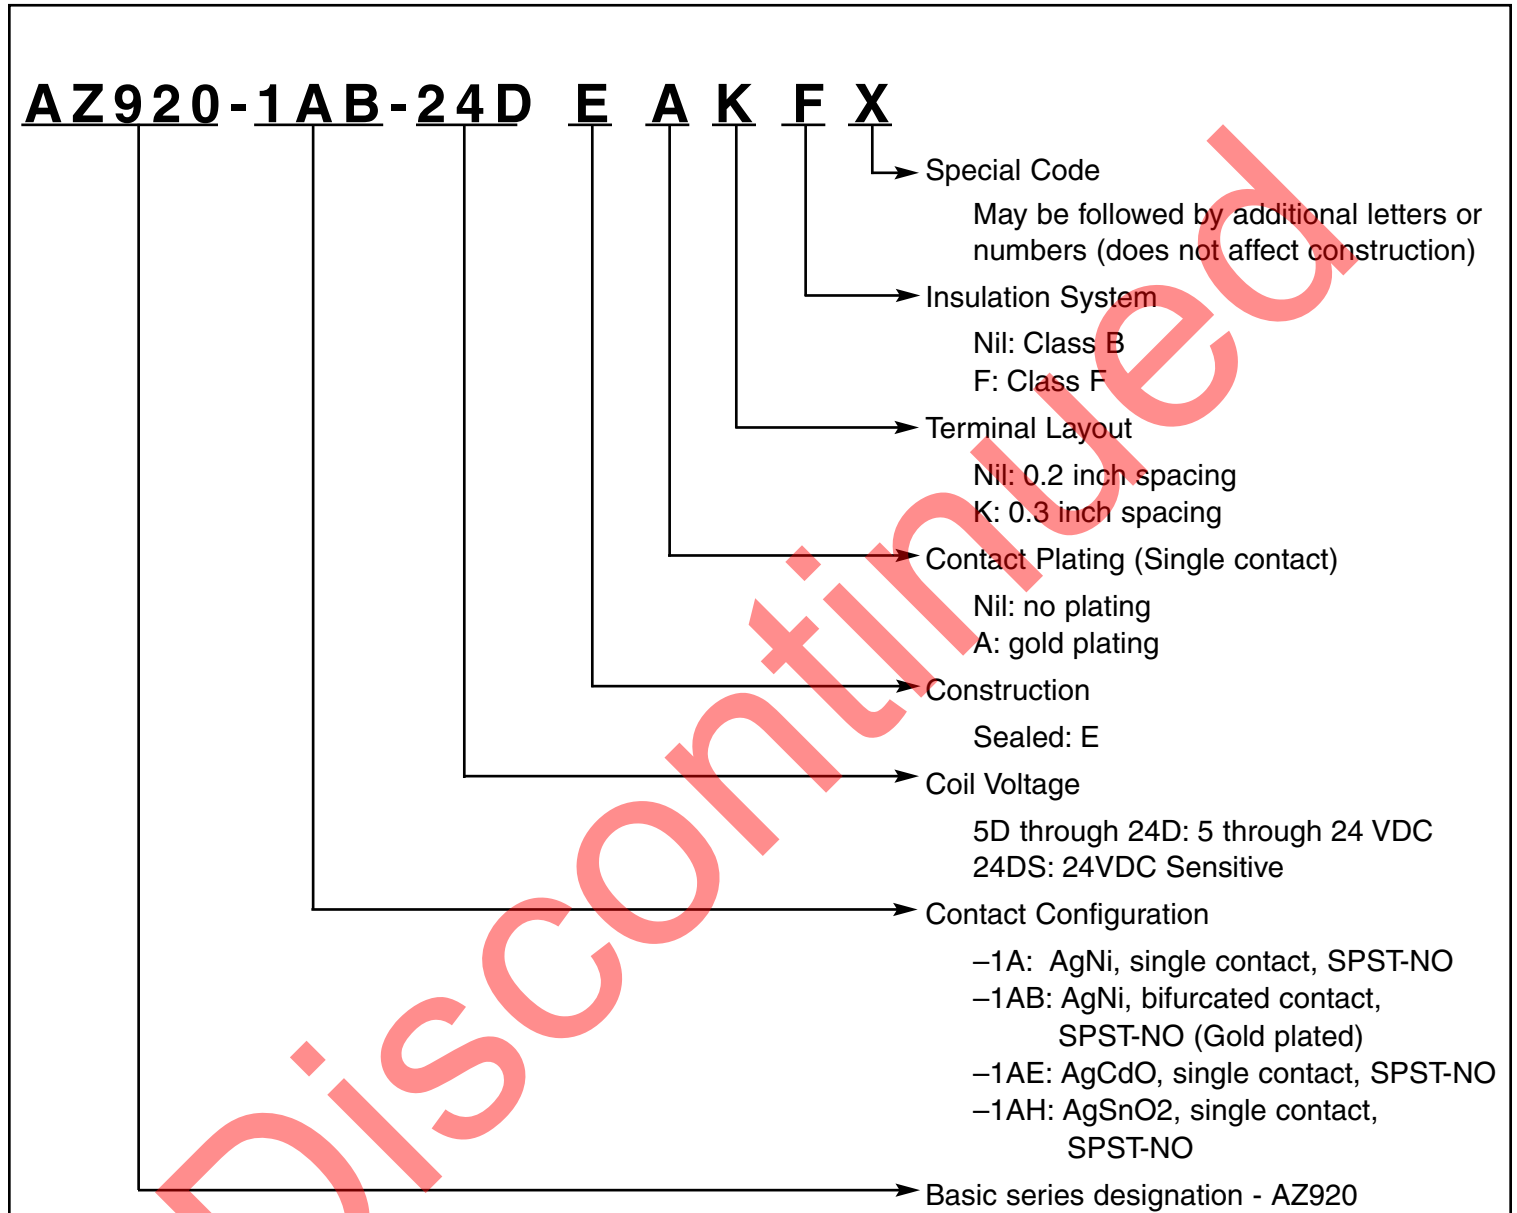 AZ920-1AB-24D E A K F X
Special Code
May be followed by additional letters or
numbers (does not affect construction)
Insulation System
Nil: Class B
F: Class F
Terminal Layout
Nil: 0.2 inch spacing
K: 0.3 inch spacing
Contact Plating (Single contact)
Nil: no plating
A: gold plating
Construction
Sealed: E
Coil Voltage
5D through 24D: 5 through 24 VDC
24DS: 24VDC Sensitive
Contact Configuration
–1A: AgNi, single contact, SPST-NO
–1AB: AgNi, bifurcated contact,
SPST-NO (Gold plated)
–1AE: AgCdO, single contact, SPST-NO
–1AH: AgSnO2, single contact,
SPST-NO
Basic series designation - AZ920
Discontinued